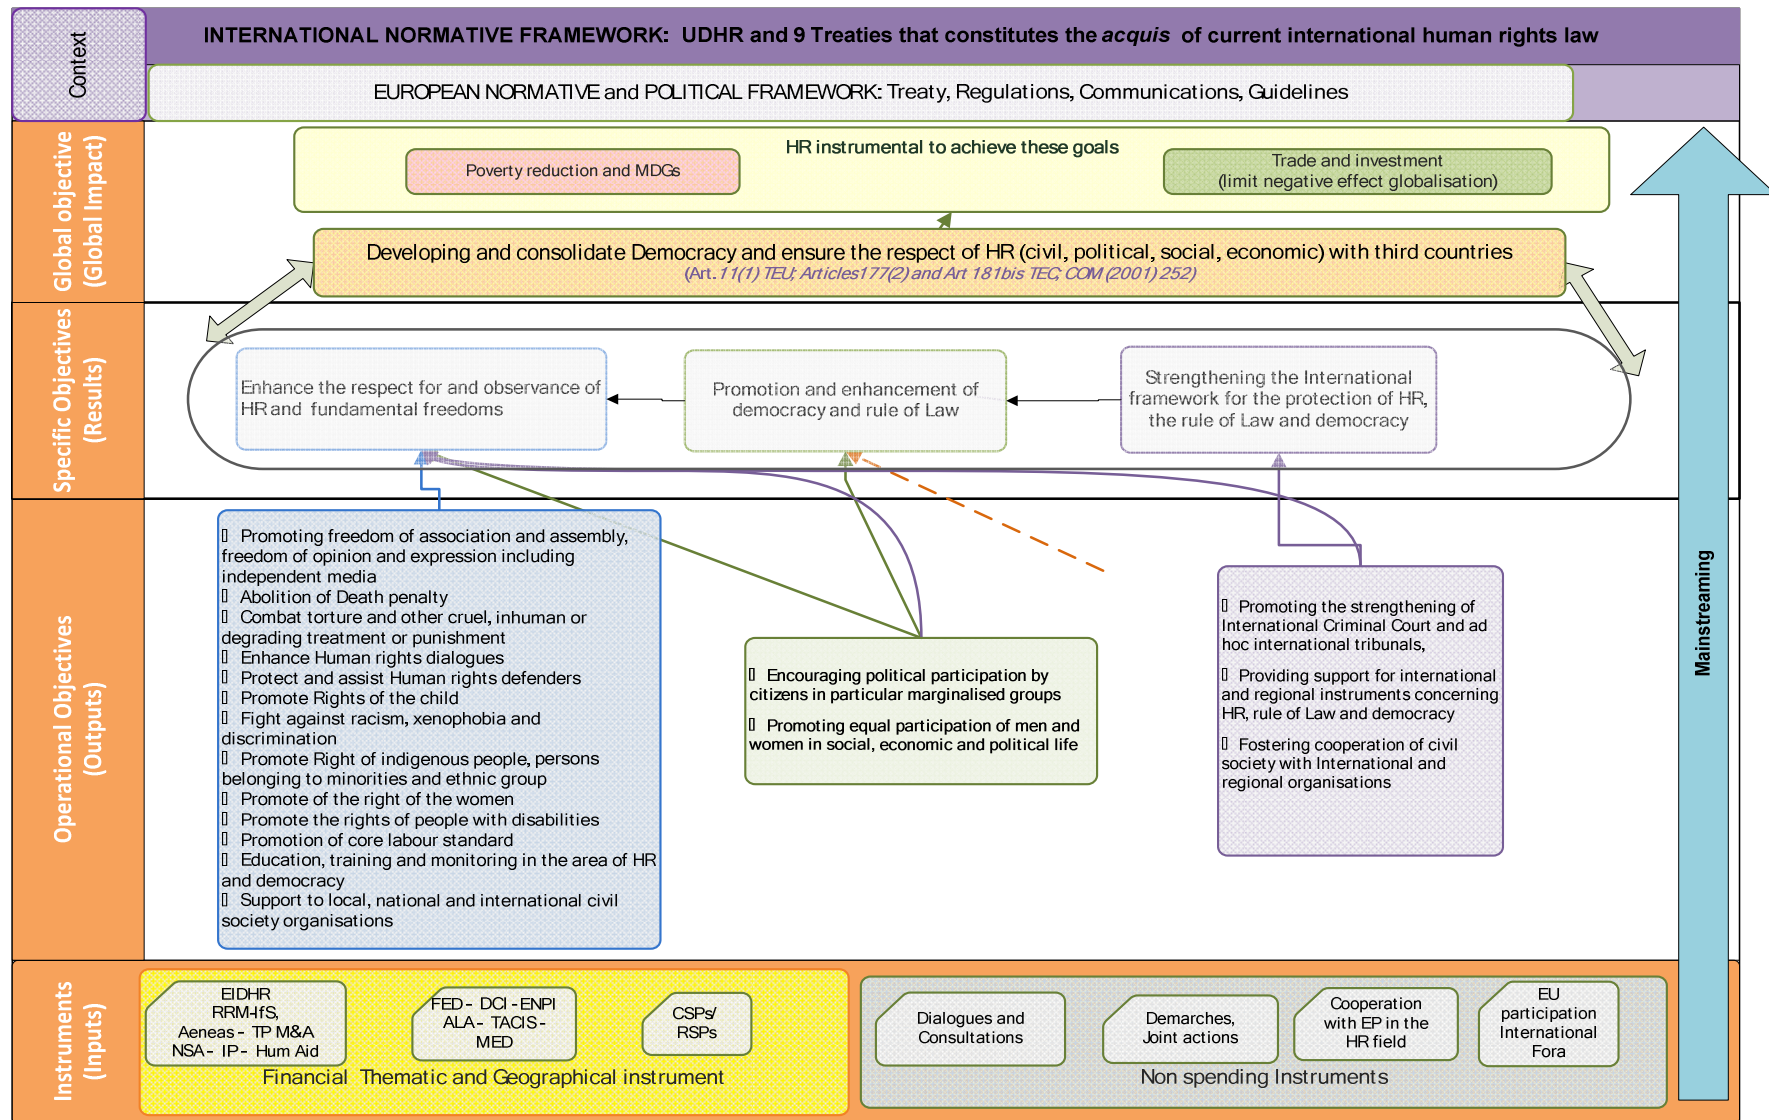 Context
INTERNATIONAL NORMATIVE FRAMEWORK: UDHR and 9 Treaties that constitutes the acquis of current international human rights law
EUROPEAN NORMATIVE and POLITICAL FRAMEWORK: Treaty, Regulations, Communications, Guidelines
Global objective
(Global Impact)
HR instrumental to achieve these goals
Poverty reduction and MDGs
Trade and investment
(limit negative effect globalisation)
Developing and consolidate Democracy and ensure the respect of HR (civil, political, social, economic) with third countries
(Art. 11(1) TEU; Articles177(2) and Art 181bis TEC; COM (2001) 252)
Specific Objectives
(Results)
Enhance the respect for and observance of
HR and fundamental freedoms
Promotion and enhancement of
democracy and rule of Law
Strengthening the International
framework for the protection of HR,
the rule of Law and democracy
Operational Objectives
(Outputs)
▯ Promoting freedom of association and assembly,
freedom of opinion and expression including
independent media
▯ Abolition of Death penalty
▯ Combat torture and other cruel, inhuman or
degrading treatment or punishment
▯ Enhance Human rights dialogues
▯ Protect and assist Human rights defenders
▯ Promote Rights of the child
▯ Fight against racism, xenophobia and
discrimination
▯ Promote Right of indigenous people, persons
belonging to minorities and ethnic group
▯ Promote of the right of the women
▯ Promote the rights of people with disabilities
▯ Promotion of core labour standard
▯ Education, training and monitoring in the area of HR
and democracy
▯ Support to local, national and international civil
society organisations
▯ Encouraging political participation by
citizens in particular marginalised groups
▯ Promoting equal participation of men and
women in social, economic and political life
▯ Promoting the strengthening of
International Criminal Court and ad
hoc international tribunals,
▯ Providing support for international
and regional instruments concerning
HR, rule of Law and democracy
▯ Fostering cooperation of civil
society with International and
regional organisations
Mainstreaming
Instruments
(Inputs)
EIDHR
RRM-IfS,
Aeneas - TP M&A
NSA - IP - Hum Aid
FED - DCI - ENPI
ALA - TACIS -
MED
CSPs/
RSPs
Financial Thematic and Geographical instrument
Dialogues and
Consultations
Demarches,
Joint actions
Cooperation
with EP in the
HR field
EU
participation
International
Fora
Non spending Instruments